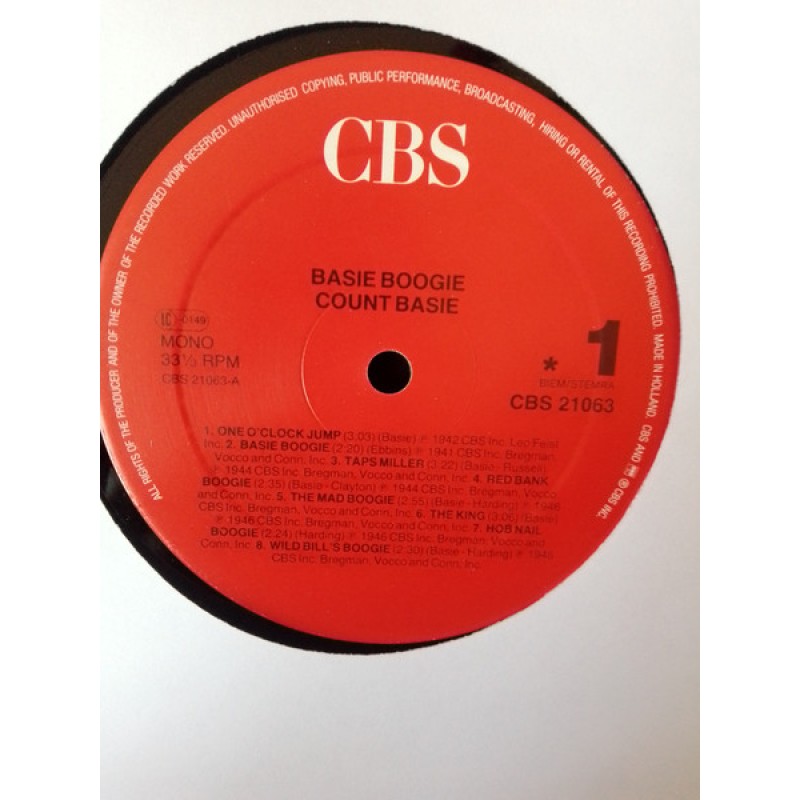 ALL RIGHTS OF THE PRODUCER AND OF THE OWNER OF THE RECORDED WORK RESERVED. UNAUTHORISED COPYING, PUBLIC PERFORMANCE, BROADCASTING, HIRING OR RENTAL OF THIS RECORDING PROHIBITED. MADE IN HOLLAND. CBS AND ® CBS INC.
CBS
BASIE BOOGIE
COUNT BASIE
LC-0149
MONO
33⅓ RPM
CBS 21063-A
* 1
BIEM/STEMRA
CBS 21063
1. ONE O'CLOCK JUMP (3.03) (Basie) ℗ 1942 CBS Inc. Leo Feist
Inc. 2. BASIE BOOGIE (2:20) (Ebbins) ℗ 1941 CBS Inc. Bregman,
Vocco and Conn, Inc. 3. TAPS MILLER (3:22) (Basie - Russell)
℗ 1944 CBS Inc. Bregman, Vocco and Conn, Inc. 4. RED BANK
BOOGIE (2:35) (Basie - Clayton) ℗ 1944 CBS Inc. Bregman, Vocco
and Conn, Inc. 5. THE MAD BOOGIE (2:55) (Basie - Harding) ℗ 1946
CBS Inc. Bregman, Vocco and Conn, Inc. 6. THE KING (3:06) (Basie)
℗ 1946 CBS Inc. Bregman, Vocco and Conn, Inc. 7. HOB NAIL
BOOGIE (2:24) (Harding) ℗ 1946 CBS Inc. Bregman, Vocco and
Conn, Inc. 8. WILD BILL'S BOOGIE (2:30) (Basie - Harding) ℗ 1946
CBS Inc. Bregman, Vocco and Conn, Inc.